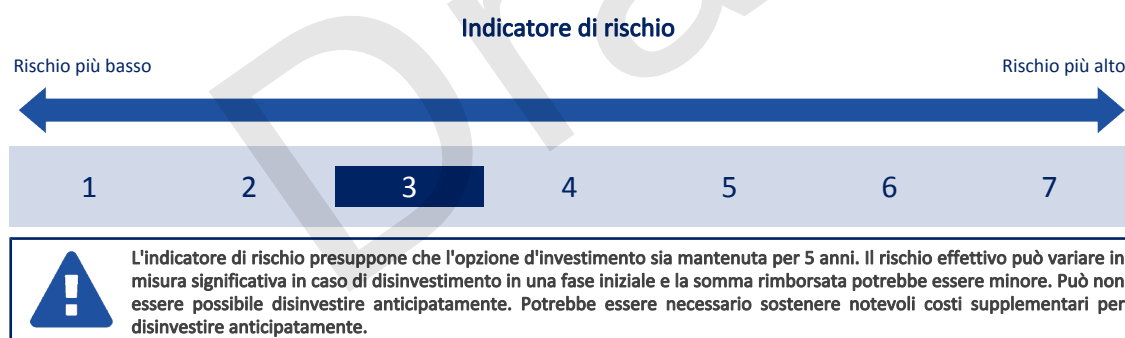 Indicatore di rischio
Rischio più basso
Rischio più alto
1 2 3 4 5 6 7
L'indicatore di rischio presuppone che l'opzione d'investimento sia mantenuta per 5 anni. Il rischio effettivo può variare in
misura significativa in caso di disinvestimento in una fase iniziale e la somma rimborsata potrebbe essere minore. Può non
essere possibile disinvestire anticipatamente. Potrebbe essere necessario sostenere notevoli costi supplementari per
disinvestire anticipatamente.